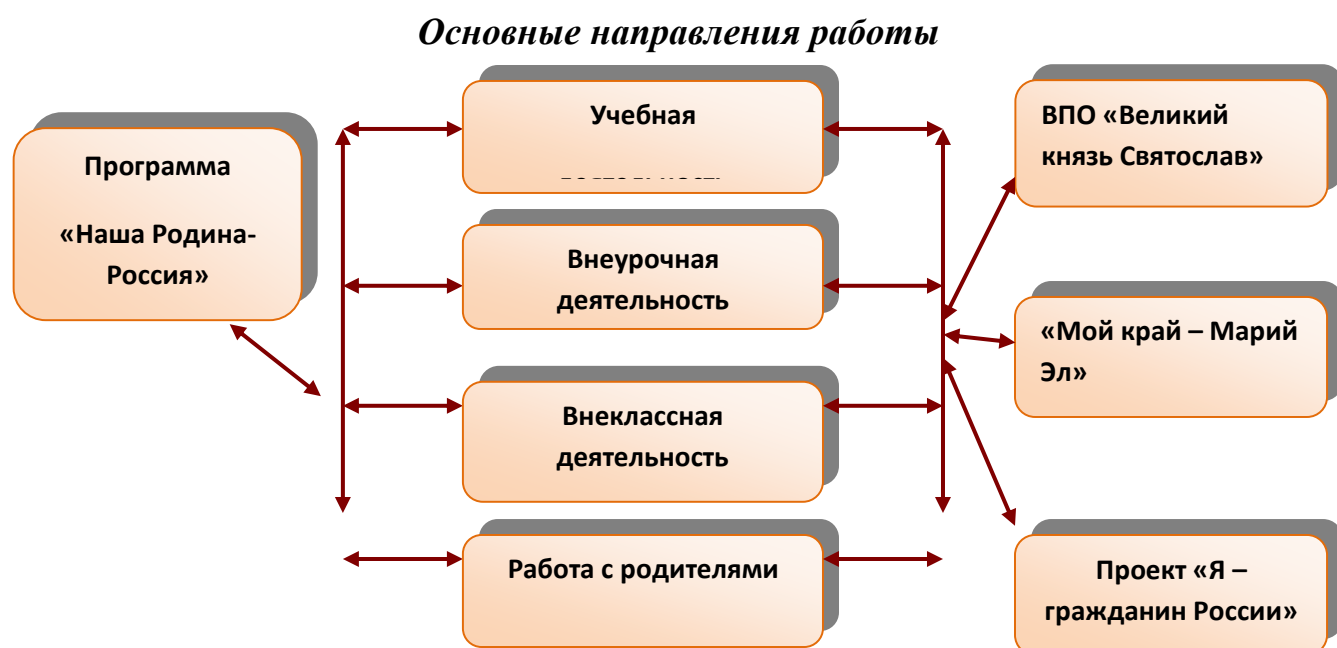 Основные направления работы
Программа
«Наша Родина-
Россия»
Учебная
Внеурочная
деятельность
Внеклассная
деятельность
Работа с родителями
ВПО «Великий
князь Святослав»
«Мой край – Марий
Эл»
Проект «Я –
гражданин России»